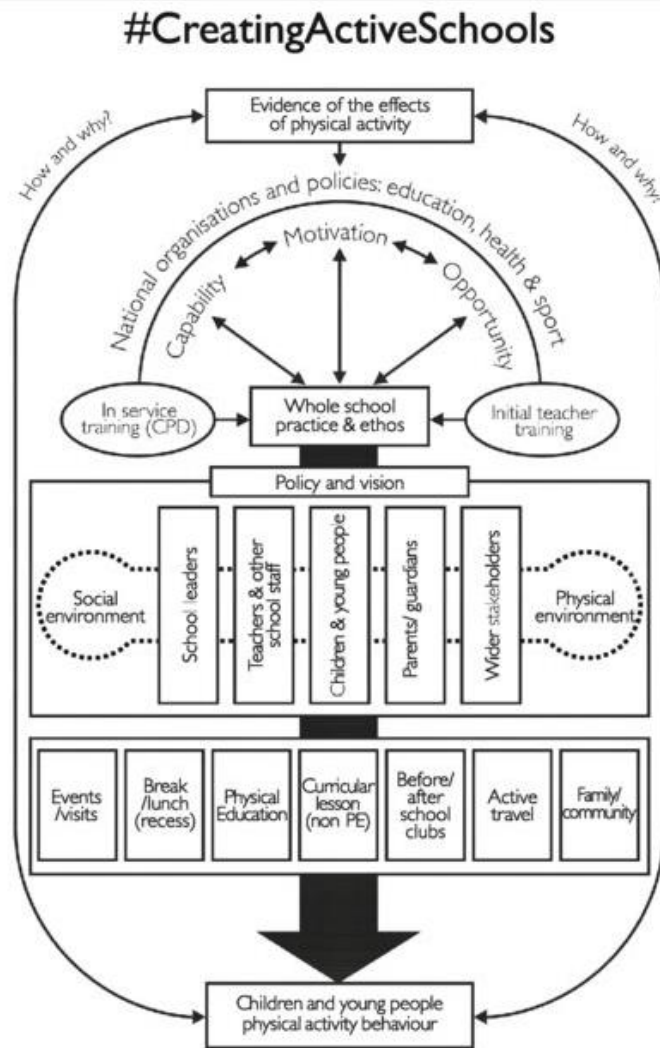 #CreatingActiveSchools
Evidence of the effects
of physical activity
How and why?
How and why?
National organisations and policies: education, health & sport
Motivation
Capability
Opportunity
In service
training (CPD)
Whole school
practice & ethos
Initial teacher
training
Policy and vision
Social
environment
School leaders
Teachers & other
school staff
Children & young people
Parents/ guardians
Wider stakeholders
Physical
environment
Events
/visits
Break
/lunch
(recess)
Physical
Education
Curricular
lesson
(non PE)
Before/
after
school
clubs
Active
travel
Family/
community
Children and young people
physical activity behaviour